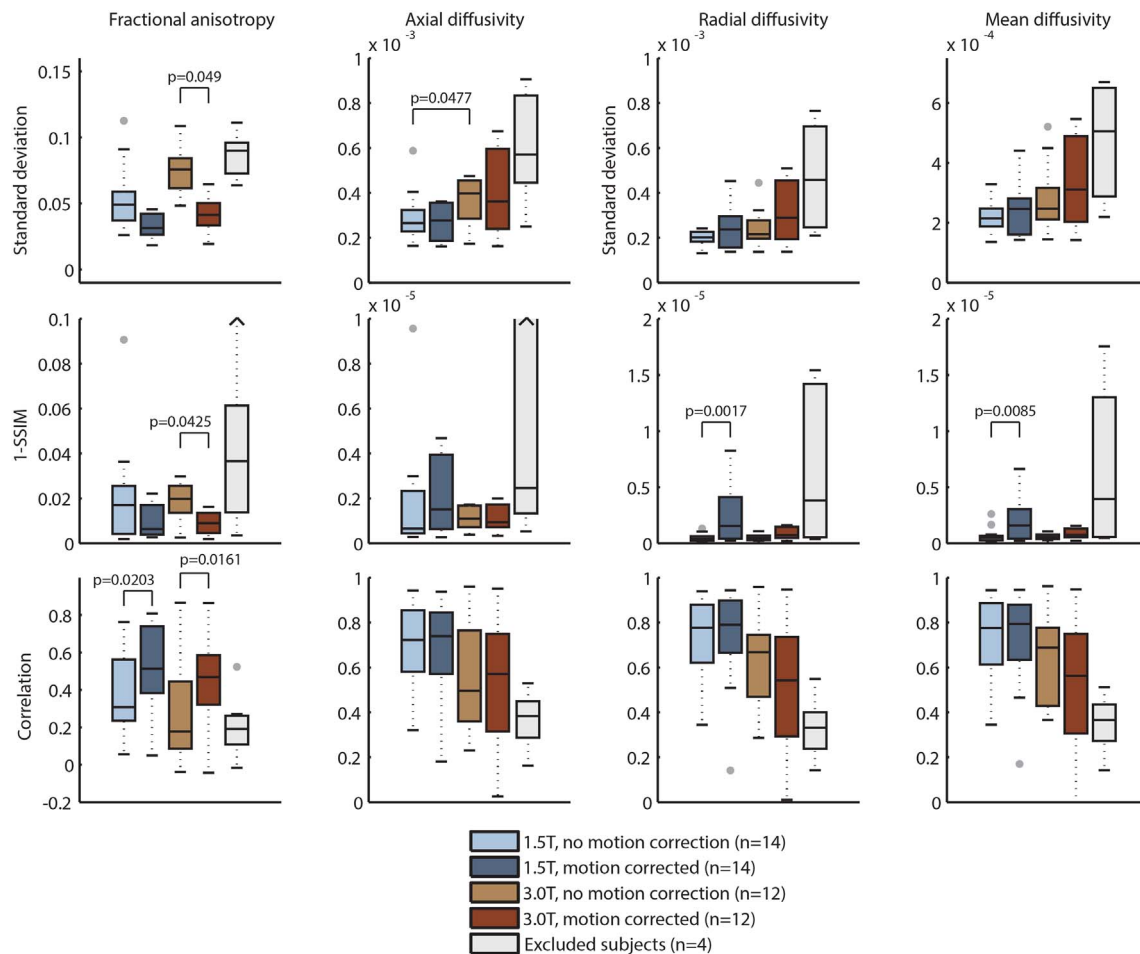 Fractional anisotropy
Axial diffusivity
Radial diffusivity
Mean diffusivity
x 10 -3
x 10 -3
x 10 -4
Standard deviation
0.15
0.1
0.05
0
p=0.049
1
0.8
0.6
0.4
0.2
0
p=0.0477
Standard deviation
1
0.8
0.6
0.4
0.2
0
6
4
2
0
x 10 -5
x 10 -5
x 10 -5
1-SSIM
0.1
0.08
0.06
0.04
0.02
0
p=0.0425
1
0.8
0.6
0.4
0.2
0
2
1.5
1
0.5
0
p=0.0017
2
1.5
1
0.5
0
p=0.0085
Correlation
0.8
0.6
0.4
0.2
0
-0.2
p=0.0203
p=0.0161
1
0.8
0.6
0.4
0.2
0
1
0.8
0.6
0.4
0.2
0
1
0.8
0.6
0.4
0.2
0
1.5T, no motion correction (n=14)
1.5T, motion corrected (n=14)
3.0T, no motion correction (n=12)
3.0T, motion corrected (n=12)
Excluded subjects (n=4)